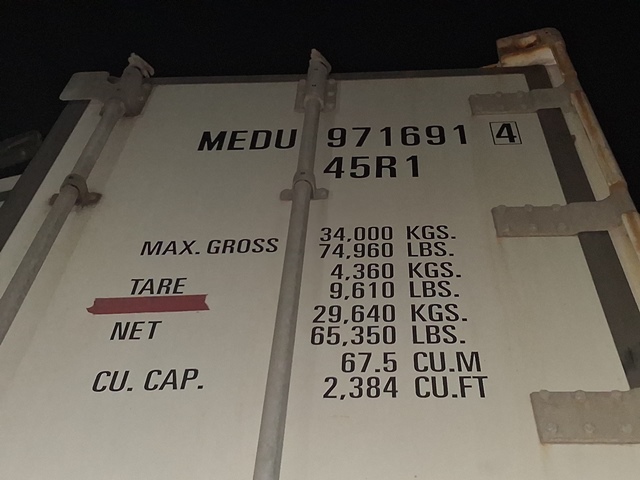 MEDU 971691 4
45R1
MAX. GROSS 34,000 KGS.
74,960 LBS.
TARE 4,360 KGS.
9,610 LBS.
NET 29,640 KGS.
65,350 LBS.
CU. CAP. 67.5 CU.M
2,384 CU.FT